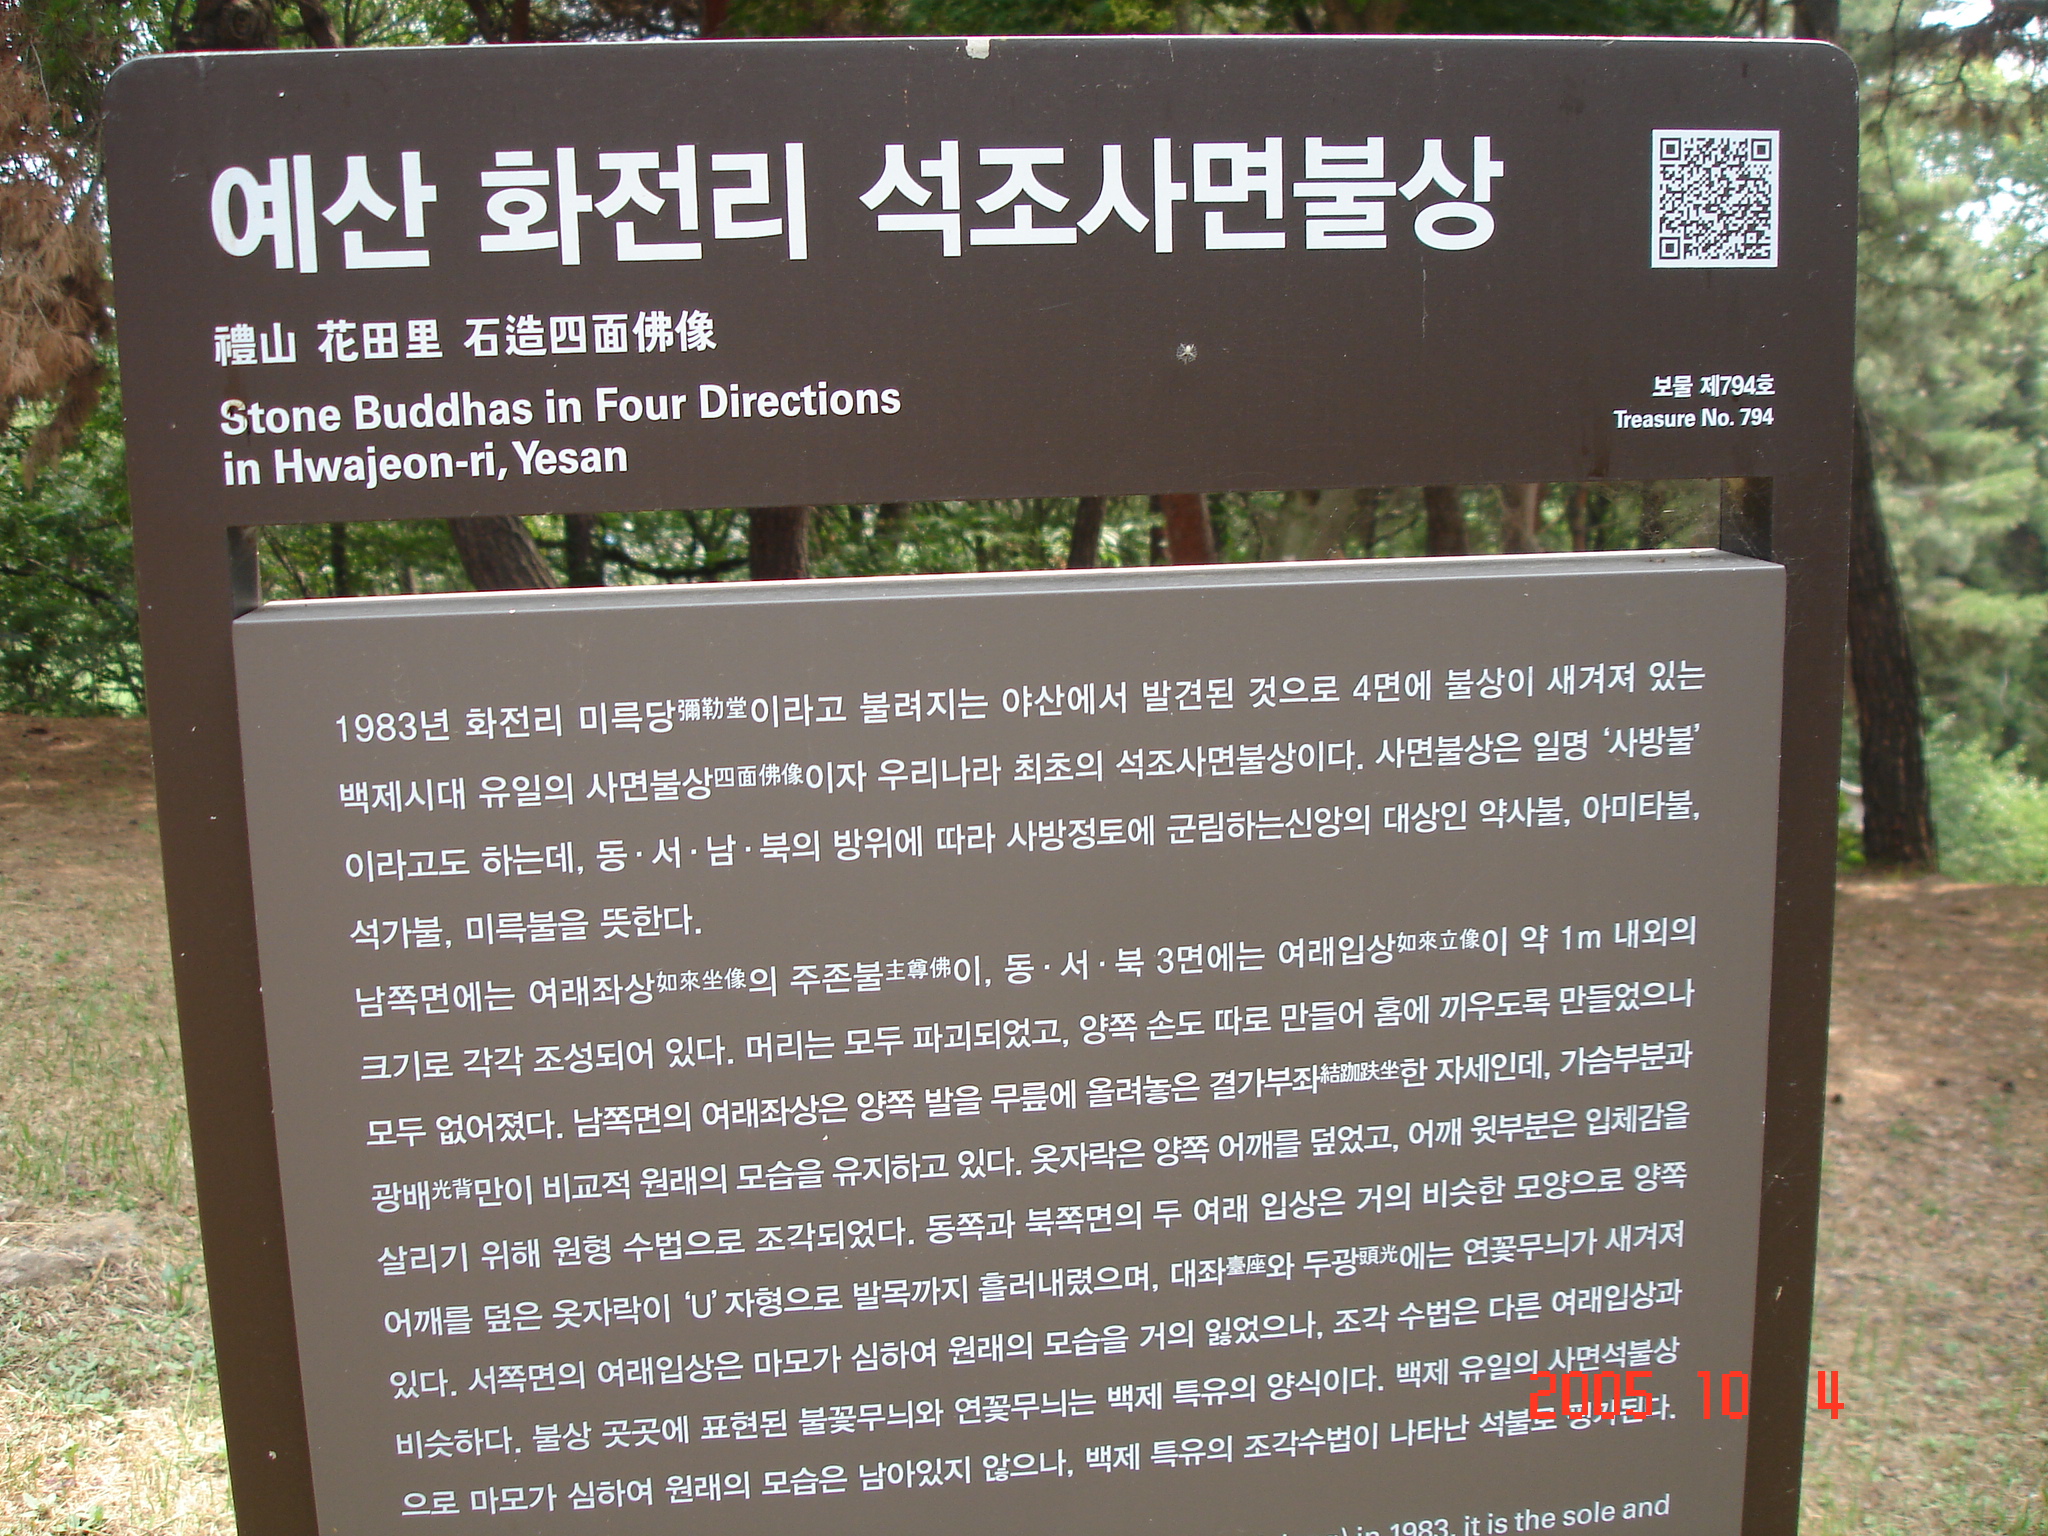 예산 화전리 석조사면불상
禮山 花田里 石造四面佛像
Stone Buddhas in Four Directions
in Hwajeon-ri, Yesan
보물 제794호
Treasure No. 794
1983년 화전리 미륵당彌勒堂이라고 불려지는 야산에서 발견된 것으로 4면에 불상이 새겨져 있는
백제시대 유일의 사면불상四面佛像이자 우리나라 최초의 석조사면불상이다. 사면불상은 일명 ‘사방불’
이라고도 하는데, 동·서·남·북의 방위에 따라 사방정토에 군림하는신앙의 대상인 약사불, 아미타불,
석가불, 미륵불을 뜻한다.
남쪽면에는 여래좌상如來坐像의 주존불主尊佛이, 동·서·북 3면에는 여래입상如來立像이 약 1m 내외의
크기로 각각 조성되어 있다. 머리는 모두 파괴되었고, 양쪽 손도 따로 만들어 홈에 끼우도록 만들었으나
모두 없어졌다. 남쪽면의 여래좌상은 양쪽 발을 무릎에 올려놓은 결가부좌結跏趺坐한 자세인데, 가슴부분과
광배光背만이 비교적 원래의 모습을 유지하고 있다. 옷자락은 양쪽 어깨를 덮었고, 어깨 윗부분은 입체감을
살리기 위해 원형 수법으로 조각되었다. 동쪽과 북쪽면의 두 여래 입상은 거의 비슷한 모양으로 양쪽
어깨를 덮은 옷자락이 ‘U’ 자형으로 발목까지 흘러내렸으며, 대좌臺座와 두광頭光에는 연꽃무늬가 새겨져
있다. 서쪽면의 여래입상은 마모가 심하여 원래의 모습을 거의 잃었으나, 조각 수법은 다른 여래입상과
비슷하다. 불상 곳곳에 표현된 불꽃무늬와 연꽃무늬는 백제 특유의 양식이다. 백제 유일의 사면석불상
으로 마모가 심하여 원래의 모습은 남아있지 않으나, 백제 특유의 조각수법이 나타난 석불로 평가된다.
in 1983, it is the sole and
2005 10 4